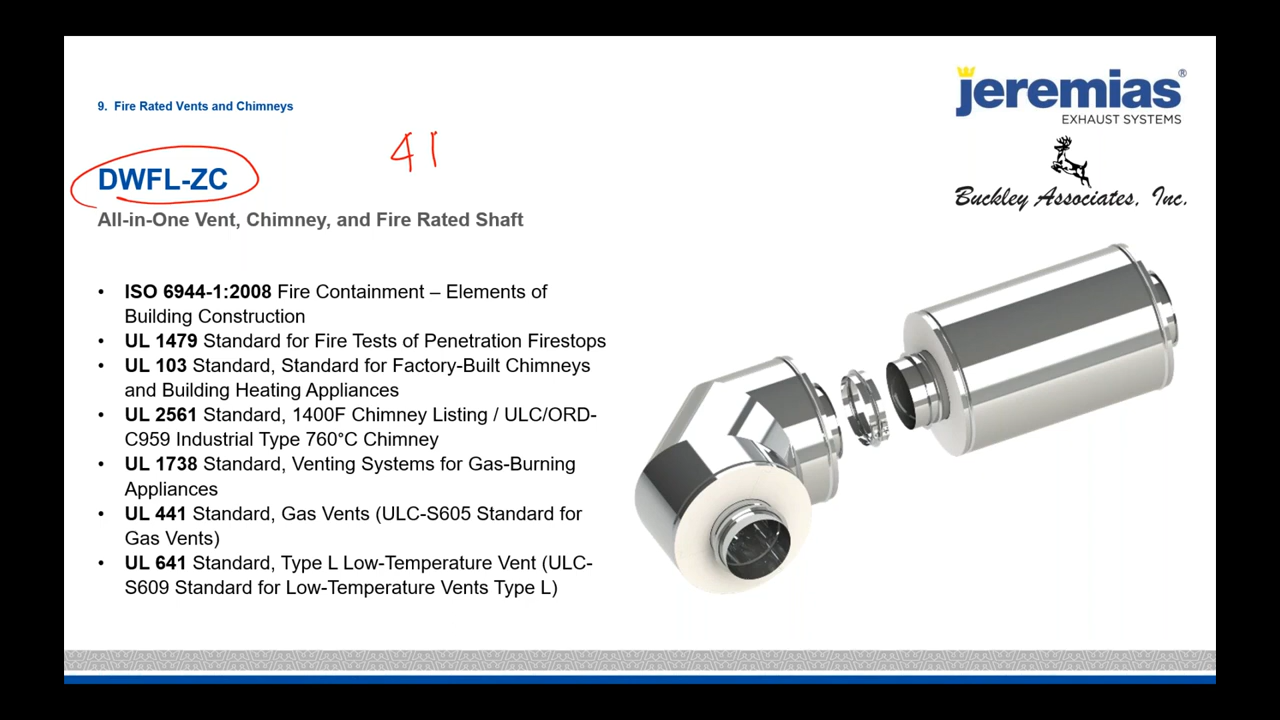 jeremias®
EXHAUST SYSTEMS
Buckley Associates, Inc.
9. Fire Rated Vents and Chimneys
41
DWFL-ZC
All-in-One Vent, Chimney, and Fire Rated Shaft
• ISO 6944-1:2008 Fire Containment – Elements of
Building Construction
• UL 1479 Standard for Fire Tests of Penetration Firestops
• UL 103 Standard, Standard for Factory-Built Chimneys
and Building Heating Appliances
• UL 2561 Standard, 1400F Chimney Listing / ULC/ORD-
C959 Industrial Type 760°C Chimney
• UL 1738 Standard, Venting Systems for Gas-Burning
Appliances
• UL 441 Standard, Gas Vents (ULC-S605 Standard for
Gas Vents)
• UL 641 Standard, Type L Low-Temperature Vent (ULC-
S609 Standard for Low-Temperature Vents Type L)